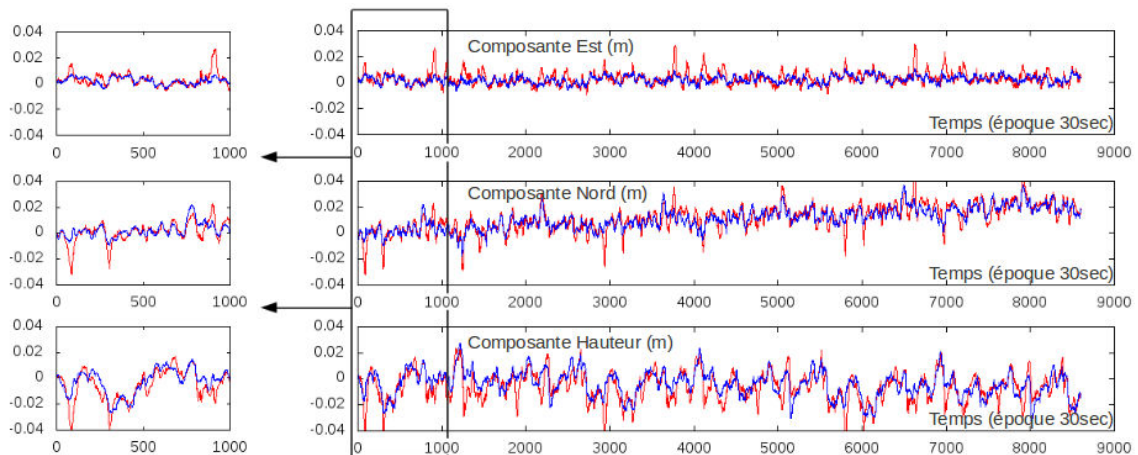 0.04 0.04
0.02 Composante Est (m) 0.02
0 0
-0.02 -0.02
-0.04 Temps (époque 30sec) -0.04
0 500 1000 0 1000 2000 3000 4000 5000 6000 7000 8000 9000
0.04 0.04
0.02 Composante Nord (m) 0.02
0 0
-0.02 -0.02
-0.04 Temps (époque 30sec) -0.04
0 500 1000 0 1000 2000 3000 4000 5000 6000 7000 8000 9000
0.04 0.04
0.02 Composante Hauteur (m) 0.02
0 0
-0.02 -0.02
-0.04 Temps (époque 30sec) -0.04
0 500 1000 0 1000 2000 3000 4000 5000 6000 7000 8000 9000